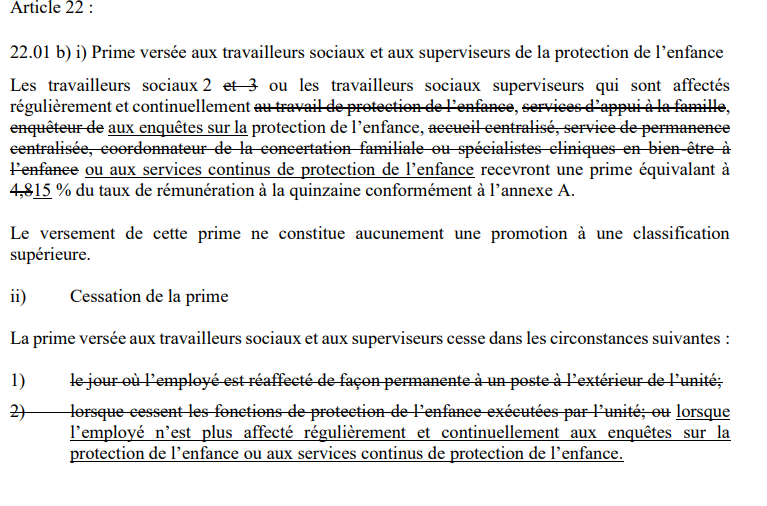 Article 22 :
22.01 b) i) Prime versée aux travailleurs sociaux et aux superviseurs de la protection de l’enfance
Les travailleurs sociaux 2 et 3 ou les travailleurs sociaux superviseurs qui sont affectés
régulièrement et continuellement au travail de protection de l’enfance, services d’appui à la famille,
enquêteur de aux enquêtes sur la protection de l’enfance, accueil centralisé, service de permanence
centralisée, coordonnateur de la concertation familiale ou spécialistes cliniques en bien-être à
l’enfance ou aux services continus de protection de l’enfance recevront une prime équivalant à
4,815 % du taux de rémunération à la quinzaine conformément à l’annexe A.
Le versement de cette prime ne constitue aucunement une promotion à une classification
supérieure.
ii) Cessation de la prime
La prime versée aux travailleurs sociaux et aux superviseurs cesse dans les circonstances suivantes :
1) le jour où l’employé est réaffecté de façon permanente à un poste à l’extérieur de l’unité;
2) lorsque cessent les fonctions de protection de l’enfance exécutées par l’unité; ou lorsque
l’employé n’est plus affecté régulièrement et continuellement aux enquêtes sur la
protection de l’enfance ou aux services continus de protection de l’enfance.